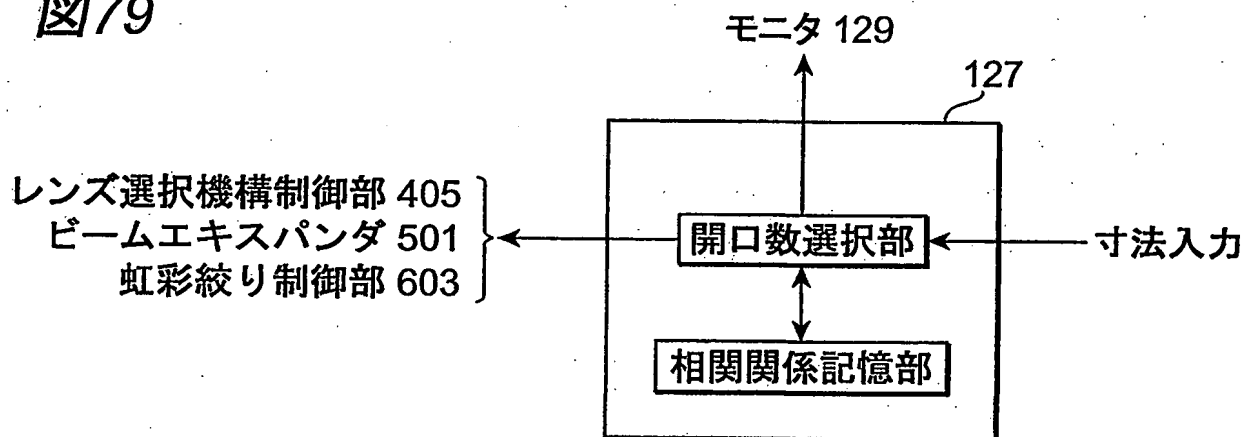 図79
モニタ 129
127
レンズ選択機構制御部 405
ビームエキスパンダ 501
虹彩絞り制御部 603
開口数選択部
寸法入力
相関関係記憶部